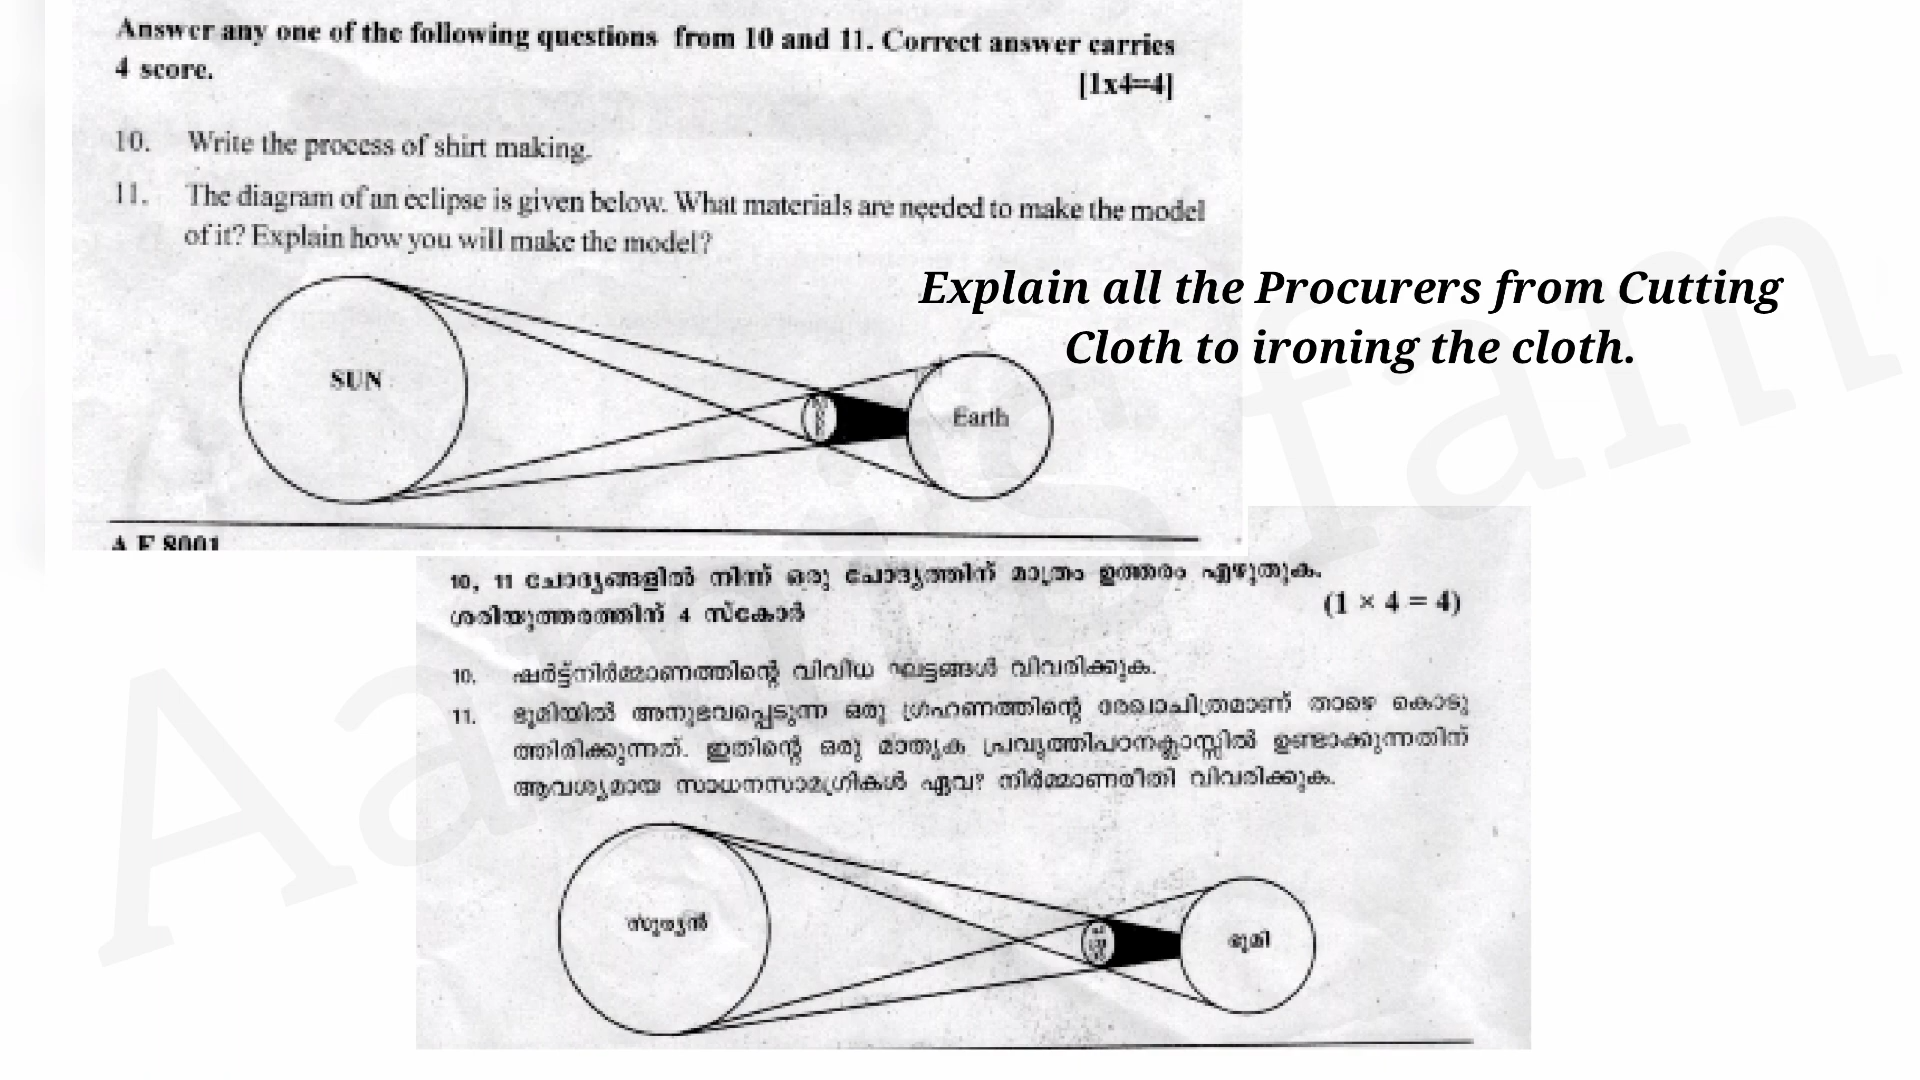 Answer any one of the following questions from 10 and 11. Correct answer carries
4 score.
[1x4=4]
10. Write the process of shirt making.
11. The diagram of an eclipse is given below. What materials are needed to make the model
of it? Explain how you will make the model?
Explain all the Procurers from Cutting
Cloth to ironing the cloth.
SUN
Earth
A F 8001
10, 11 ചോദ്യങ്ങളിൽ നിന്ന് ഒരു ചോദ്യത്തിന് മാത്രം ഉത്തരം എഴുതുക.
ശരിയുത്തരത്തിന് 4 സ്കോർ
(1 × 4 = 4)
10. ഷർട്ട്നിർമ്മാണത്തിന്റെ വിവിധ ഘട്ടങ്ങൾ വിവരിക്കുക.
11. ഭൂമിയിൽ അനുഭവപ്പെടുന്ന ഒരു ഗ്രഹണത്തിന്റെ രേഖാചിത്രമാണ് താഴെ കൊടു
ത്തിരിക്കുന്നത്. ഇതിന്റെ ഒരു മാതൃക പ്രവൃത്തിപഠനക്ലാസ്സിൽ ഉണ്ടാക്കുന്നതിന്
ആവശ്യമായ സാധനസാമഗ്രികൾ ഏവ? നിർമ്മാണരീതി വിവരിക്കുക.
സൂര്യൻ
ഭൂമി